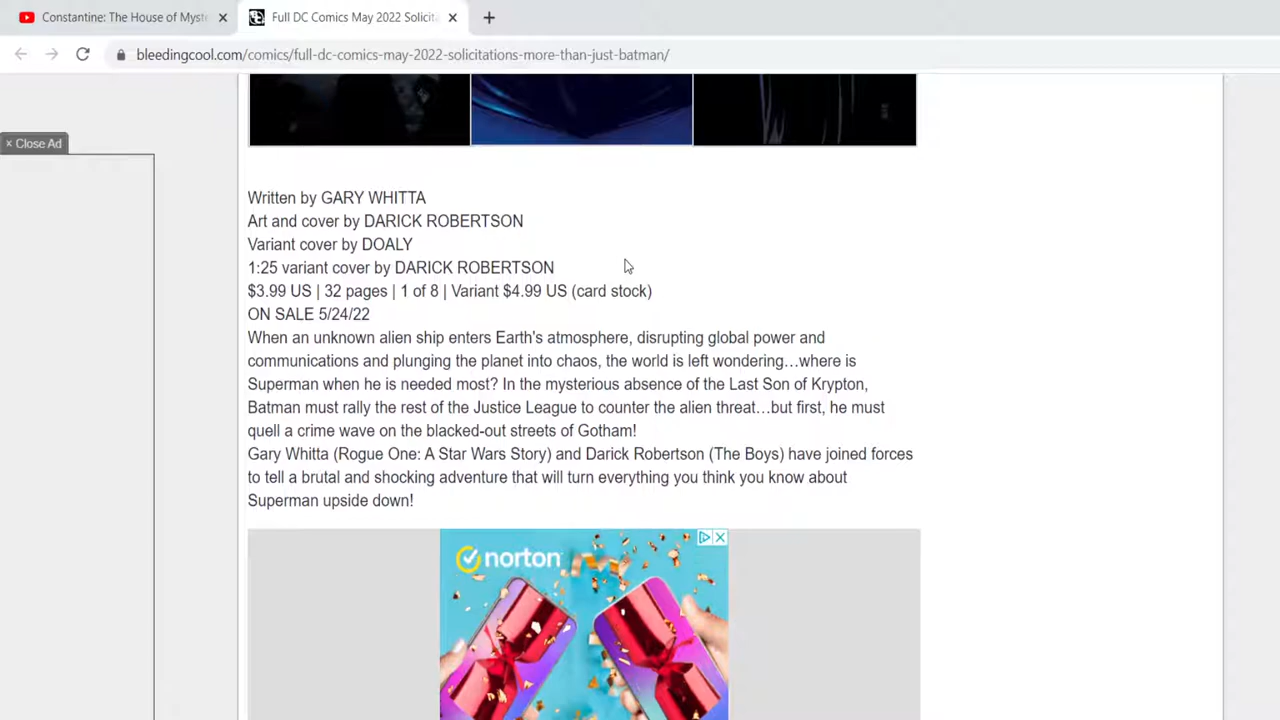 Constantine: The House of Myste
Full DC Comics May 2022 Solicita
bleedingcool.com/comics/full-dc-comics-may-2022-solicitations-more-than-just-batman/
× Close Ad
Written by GARY WHITTA
Art and cover by DARICK ROBERTSON
Variant cover by DOALY
1:25 variant cover by DARICK ROBERTSON
$3.99 US | 32 pages | 1 of 8 | Variant $4.99 US (card stock)
ON SALE 5/24/22
When an unknown alien ship enters Earth's atmosphere, disrupting global power and
communications and plunging the planet into chaos, the world is left wondering…where is
Superman when he is needed most? In the mysterious absence of the Last Son of Krypton,
Batman must rally the rest of the Justice League to counter the alien threat…but first, he must
quell a crime wave on the blacked-out streets of Gotham!
Gary Whitta (Rogue One: A Star Wars Story) and Darick Robertson (The Boys) have joined forces
to tell a brutal and shocking adventure that will turn everything you think you know about
Superman upside down!
norton